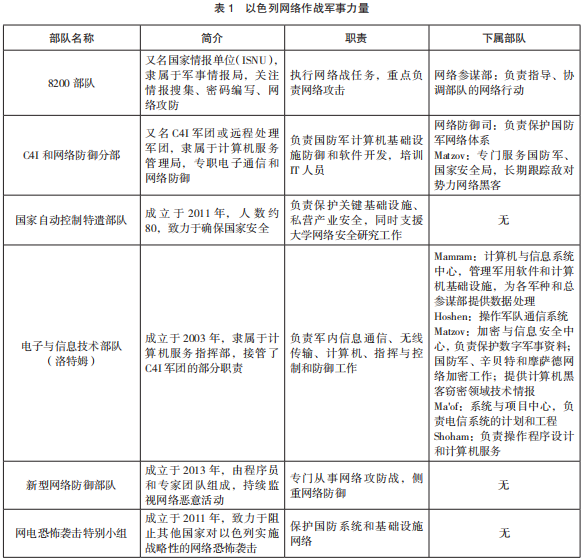 表 1 以色列网络作战军事力量
部队名称
简介
职责
下属部队
8200 部队
又名国家情报单位(ISNU),
隶属于军事情报局，关注
情报搜集、密码编写、网
络攻防
执行网络战任务，重点负
责网络攻击
网络参谋部：负责指导、协
调部队的网络行动
C4I 和网络防御分部
又名 C4I 军团或远程处理
军团，隶属于计算机服务
管理局，专职电子通信和
网络防御
负责国防军计算机基础设
施防御和软件开发，培训
IT 人员
网络防御司：负责保护国防
军网络体系
Matzov：专门服务国防军、
国家安全局，长期跟踪敌对
势力网络黑客
国家自动控制特遣部队
成立于 2011 年，人数约
80，致力于确保国家安全
负责保护关键基础设施、
私营产业安全，同时支援
大学网络安全研究工作
无
电子与信息技术部队
（洛特姆）
成立于 2003 年，隶属于计
算机服务指挥部，接管了
C4I 军团的部分职责
负责军内信息通信、无线
传输、计算机、指挥与控
制和防御工作
Mamram：计算机与信息系统
中心，管理军用软件和计算
机基础设施，为各军种和总
参谋部提供数据处理
Hoshen：操作军队通信系统
Matzov：加密与信息安全中
心，负责保护数字军事资料；
国防军、辛贝特和摩萨德网
络加密工作；提供计算机黑
客窃密领域技术情报
Ma'of：系统与项目中心，负
责电信系统的计划和工程
Shoham：负责操作程序设计
和计算机服务
新型网络防御部队
成立于 2013 年，由程序员
和专家团队组成，持续监
视网络恶意活动
专门从事网络攻防战，侧
重网络防御
无
网电恐怖袭击特别小组
成立于 2011 年，致力于阻
止其他国家对以色列实施
战略性的网络恐怖袭击
保护国防系统和基础设施
网络
无